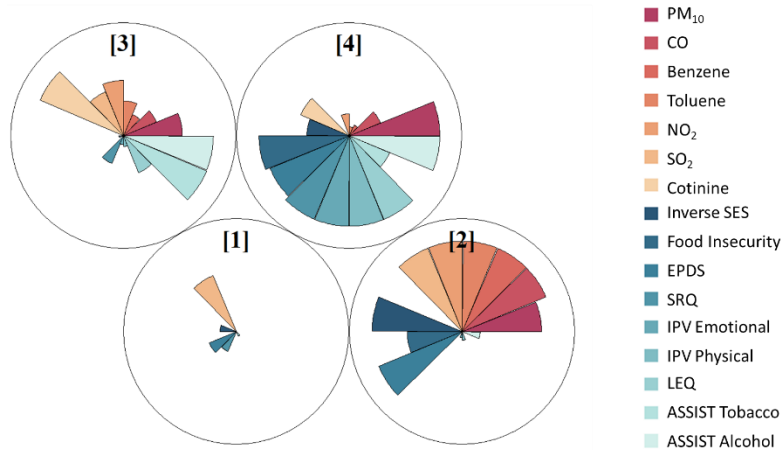 [3]
[4]
[1]
[2]
PM₁₀
CO
Benzene
Toluene
NO₂
SO₂
Cotinine
Inverse SES
Food Insecurity
EPDS
SRQ
IPV Emotional
IPV Physical
LEQ
ASSIST Tobacco
ASSIST Alcohol